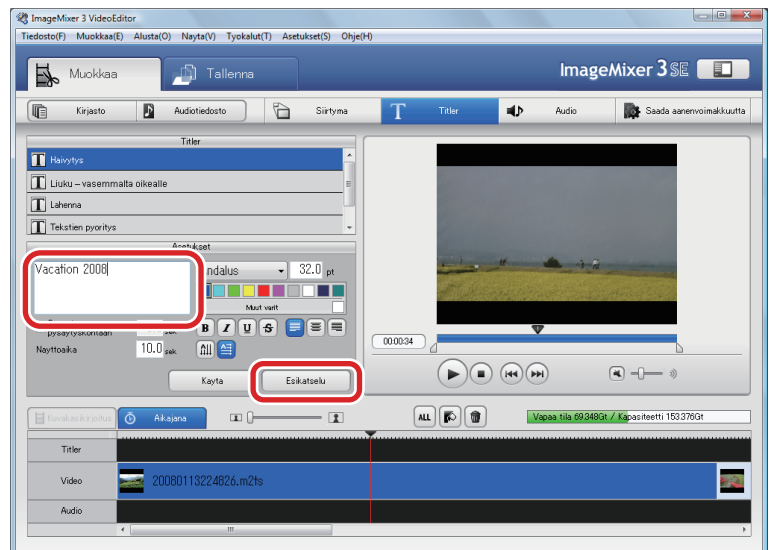 ImageMixer 3 VideoEditor
Tiedosto(F) Muokkaa(E) Alusta(O) Nayta(V) Tyokalut(T) Asetukset(S) Ohje(H)
Muokkaa Tallenna ImageMixer 3 SE
Kirjasto Audiotiedosto Siirtyma T Titler Audio Saada aanenvoimakkuutta
Titler
T Haivytys
T Liuku – vasemmalta oikealle
T Lahenna
T Tekstien pyoritys
Asetukset
Vacation 2008 ndalus 32.0 pt
Muut varit
pysaytyskohtaan sek B I U S
Nayttoaika 10.0 sek
00:00:34
Kayta Esikatselu
Kuvakasikirjoitus Aikajana ALL Vapaa tila 69.348Gt / Kapasiteetti 153.376Gt
Titler
Video 20080113224826.m2ts
Audio